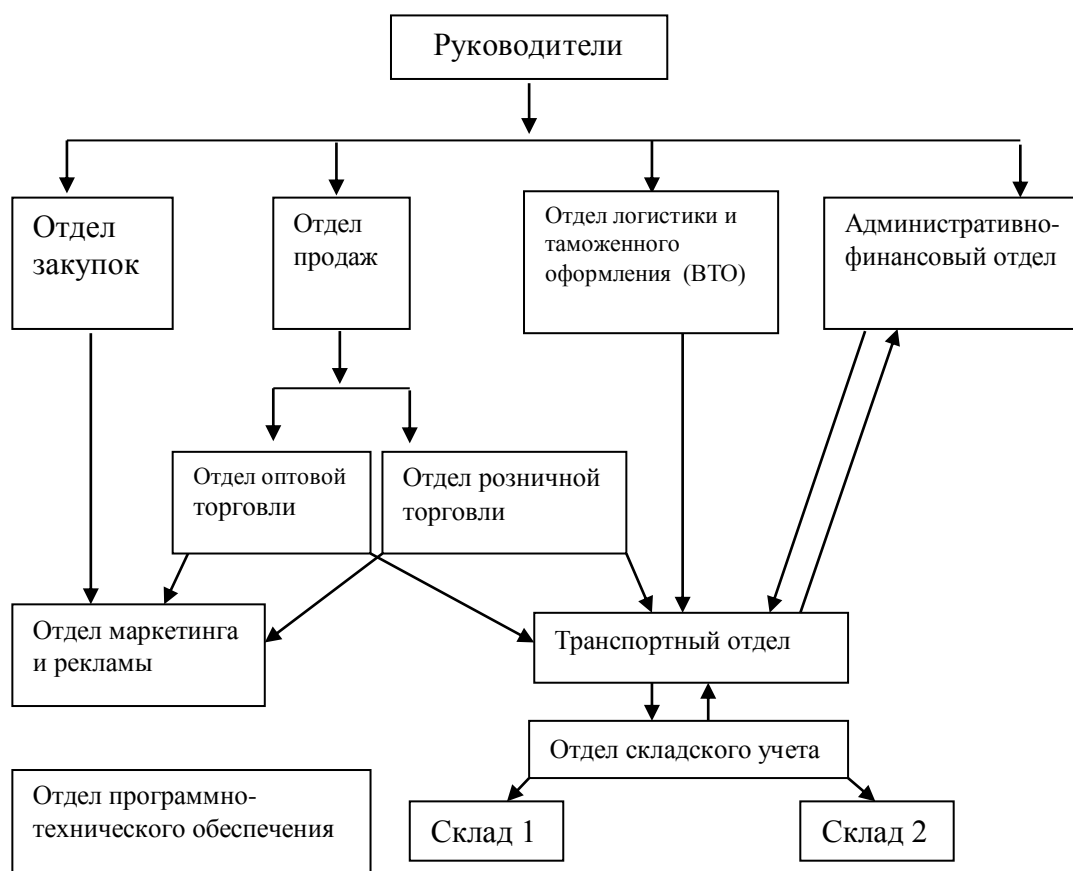 Руководители
Отдел
закупок
Отдел
продаж
Отдел логистики и
таможенного
оформления (ВТО)
Административно-
финансовый отдел
Отдел оптовой
торговли
Отдел розничной
торговли
Отдел маркетинга
и рекламы
Транспортный отдел
Отдел складского учета
Отдел программно-
технического обеспечения
Склад 1
Склад 2